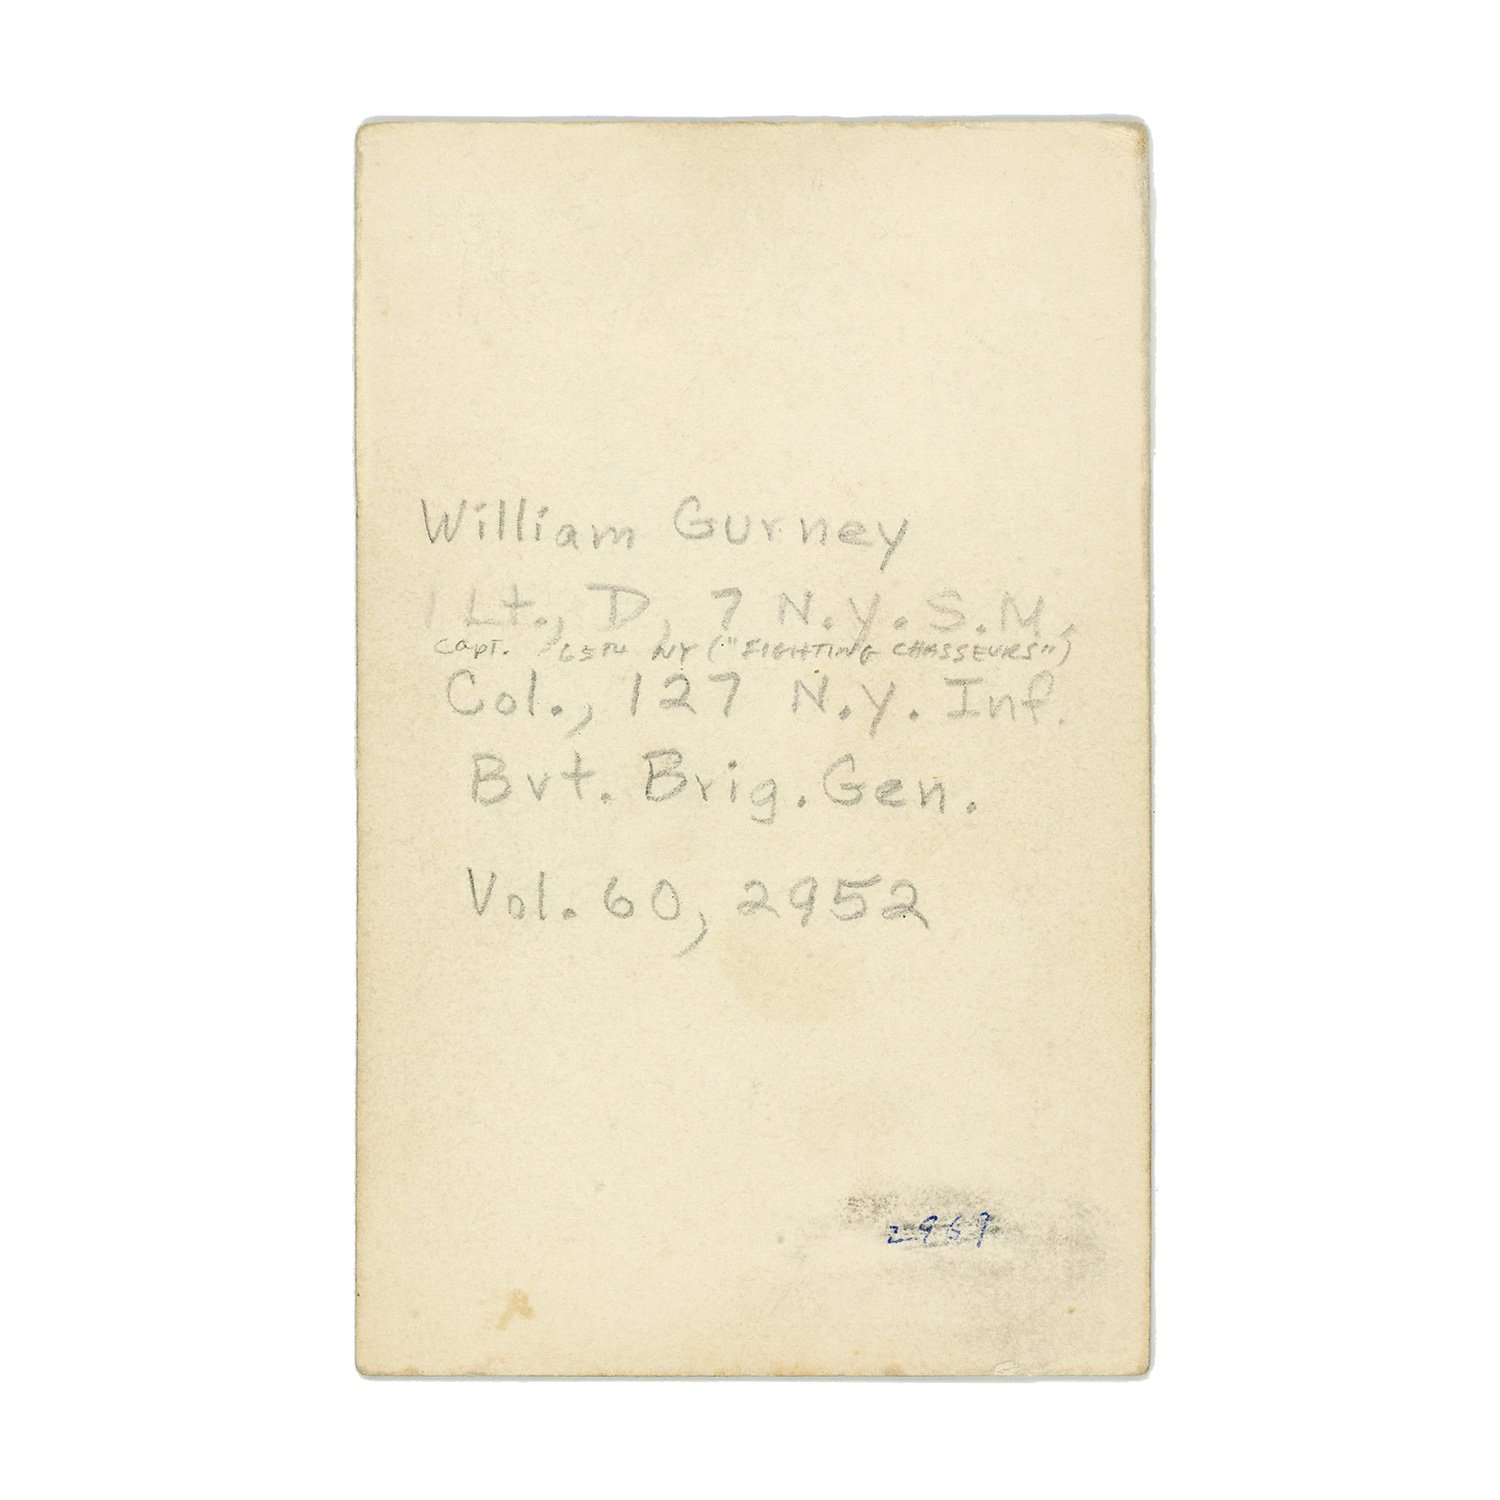 William Gurney
1 Lt., D, 7 N.Y.S.M.
Capt. 65TH NY ("FIGHTING CHASSEURS")
Col., 127 N.Y. Inf.
Bvt. Brig. Gen.
Vol. 60, 2952
2969